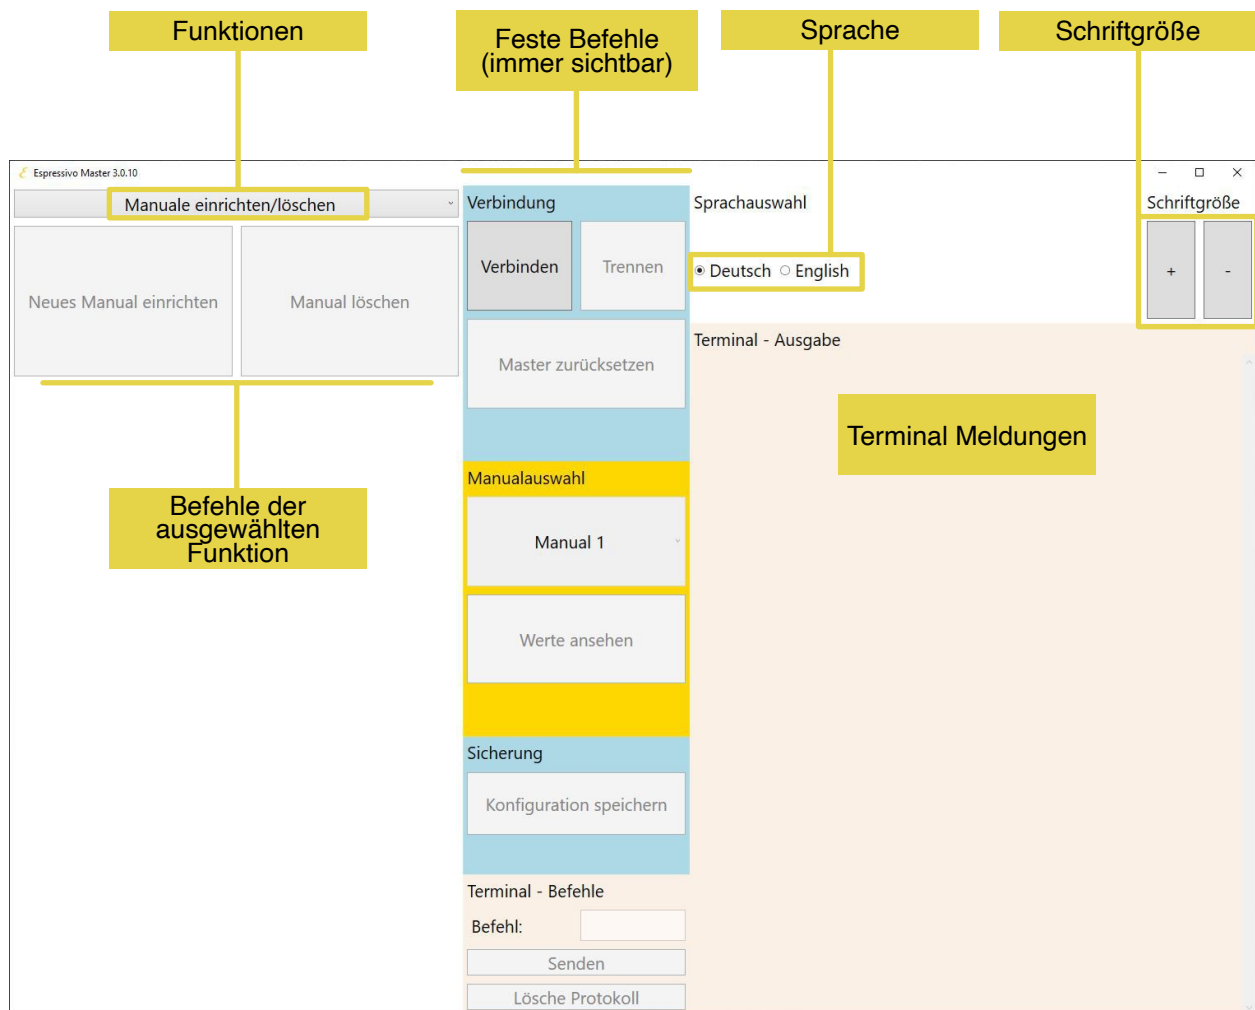 Funktionen
Feste Befehle
(immer sichtbar)
Sprache
Schriftgröße
Espressivo Master 3.0.10
Manuale einrichten/löschen
Neues Manual einrichten
Manual löschen
Befehle der
ausgewählten
Funktion
Verbindung
Verbinden
Trennen
Master zurücksetzen
Manualauswahl
Manual 1
Werte ansehen
Sicherung
Konfiguration speichern
Terminal - Befehle
Befehl:
Senden
Lösche Protokoll
Sprachauswahl
Deutsch
English
Schriftgröße
+
-
Terminal - Ausgabe
Terminal Meldungen